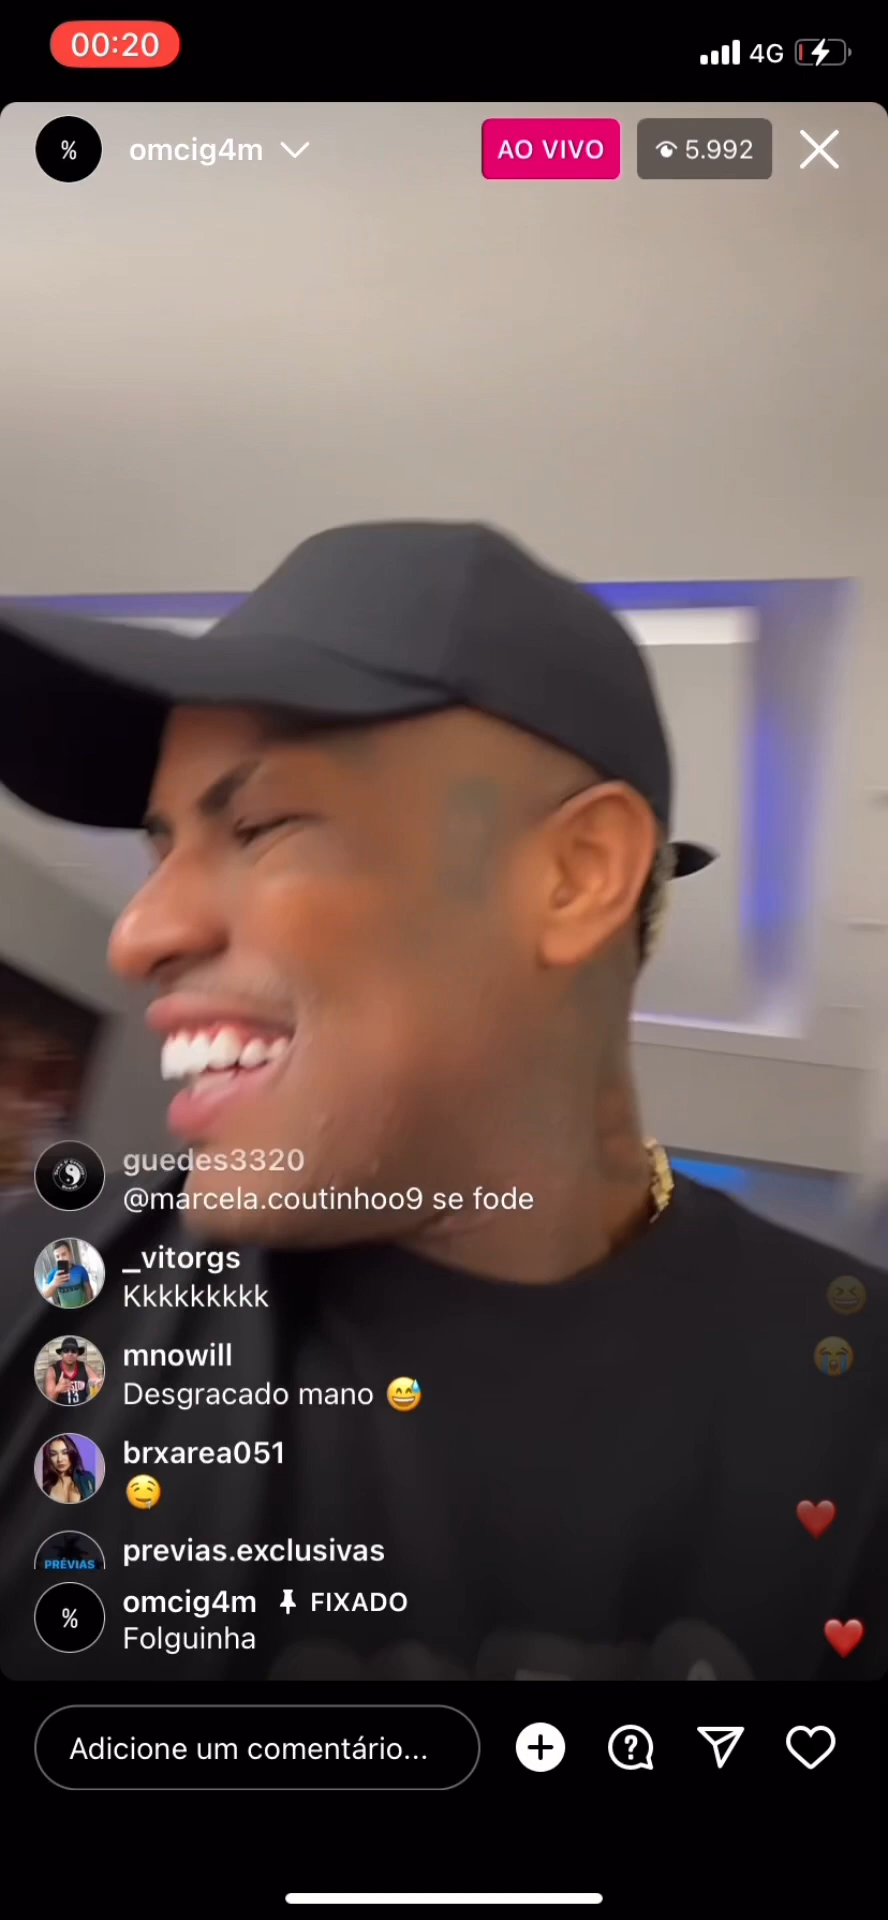 00:20
4G
%
omcig4m
AO VIVO
5.992
guedes3320
@marcela.coutinhoo9 se fode
_vitorgs
Kkkkkkkkk
mnowill
Desgracado mano 😅
brxarea051
🤤
PRÉVIAS
previas.exclusivas
%
omcig4m FIXADO
Folguinha
Adicione um comentário...